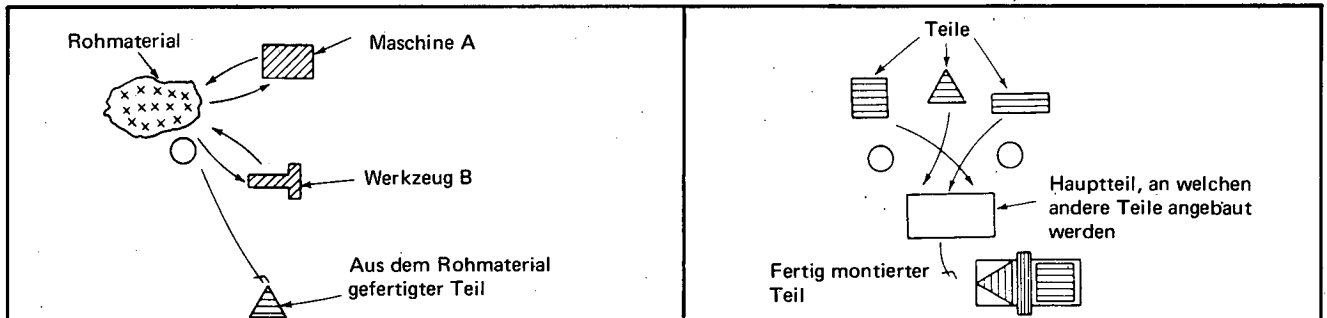 Rohmaterial
Maschine A
Werkzeug B
Aus dem Rohmaterial
gefertigter Teil
Teile
Hauptteil, an welchen
andere Teile angebaut
werden
Fertig montierter
Teil